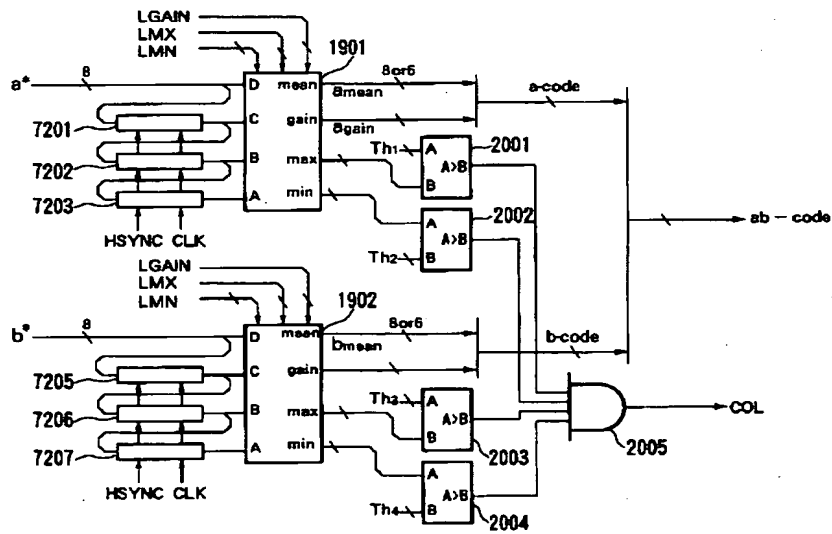 LGAIN
LMX
LMN
1901
a* 8 D mean 8or6 a-code
amean
7201 C gain
again
2001
Th1 A A>B
7202 B max B
7203 A min 2002
A A>B
HSYNC CLK Th2 B
ab-code
LGAIN
LMX
LMN
1902
b* 8 D mean 8or6 b-code
bmean
7205 C gain
Th3 A A>B
7206 B max B COL
2003 2005
7207 A min A A>B
HSYNC CLK Th4 B 2004